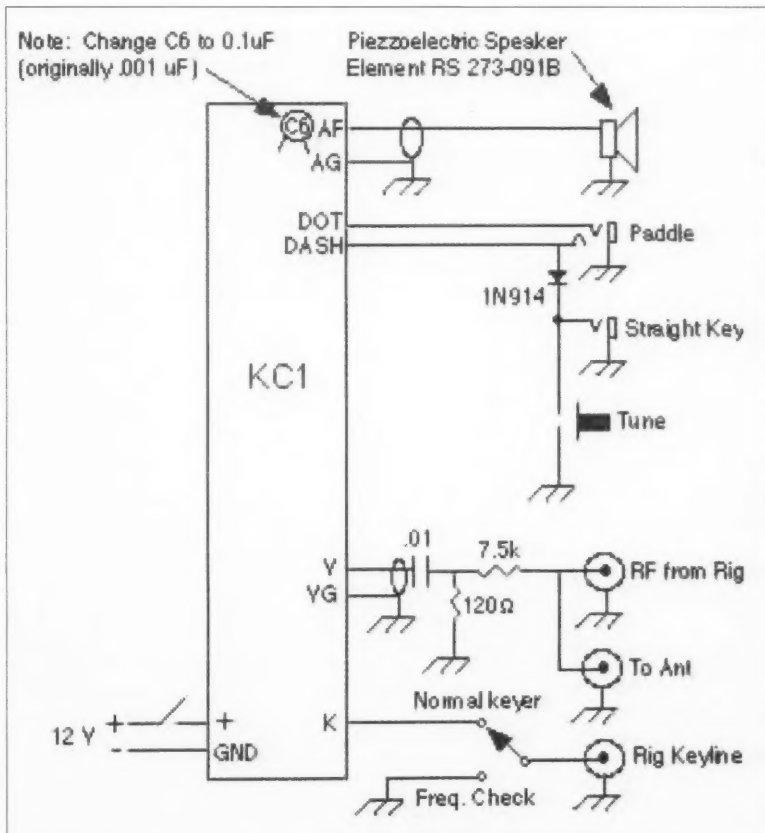 Note: Change C6 to 0.1uF
(originally .001 uF)
Piezzoelectric Speaker
Element RS 273-091B
C6
AF
AG
DOT
DASH
Paddle
1N914
Straight Key
KC1
Tune
.01
7.5k
V
VG
120Ω
RF from Rig
To Ant
Normal keyer
12 V
+
-
+
GND
K
Rig Keyline
Freq. Check